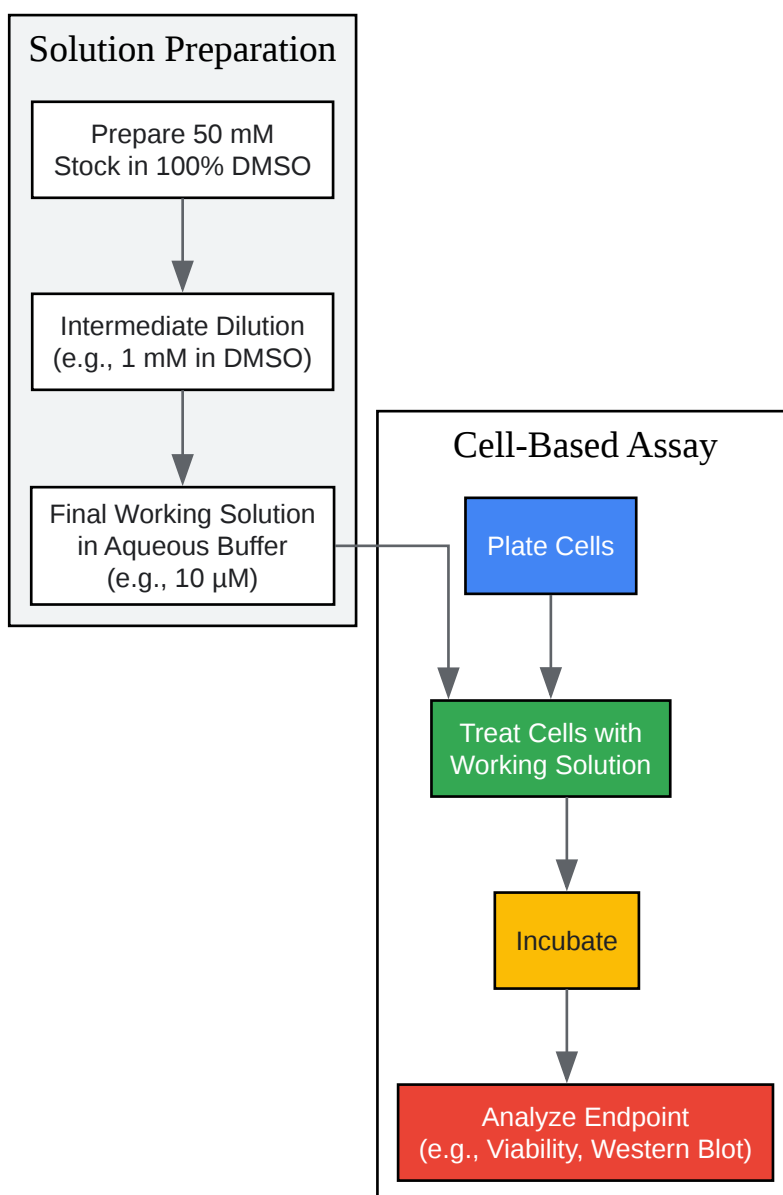 Solution Preparation
Prepare 50 mM
Stock in 100% DMSO
Intermediate Dilution
(e.g., 1 mM in DMSO)
Final Working Solution
in Aqueous Buffer
(e.g., 10 µM)
Cell-Based Assay
Plate Cells
Treat Cells with
Working Solution
Incubate
Analyze Endpoint
(e.g., Viability, Western Blot)